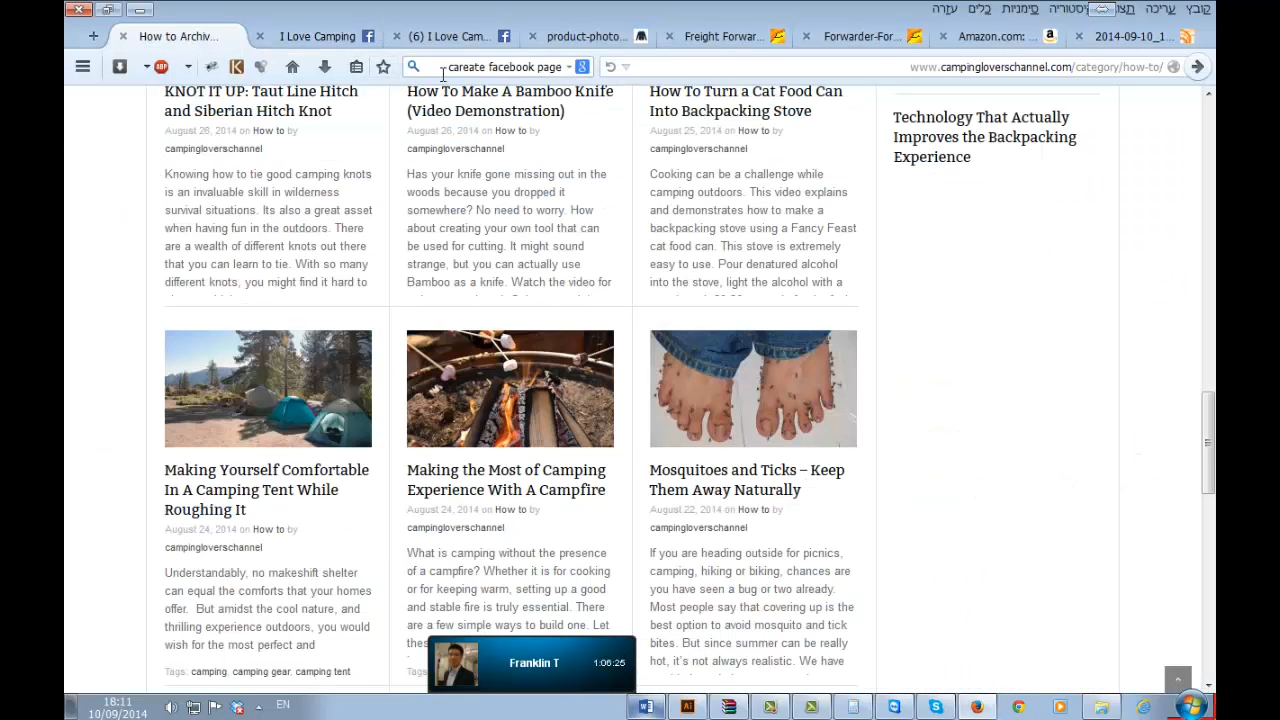 קובץ עריכה תצו יסטוריה סימניות כלים עזרה
How to Archiv...
I Love Camping
(6) I Love Cam...
product-photo...
Freight Forwar...
Forwarder-For...
Amazon.com: ...
2014-09-10_1...
careate facebook page
www.campingloverschannel.com/category/how-to/
KNOT IT UP: Taut Line Hitch
and Siberian Hitch Knot
August 26, 2014 on How to by
campingloverschannel
Knowing how to tie good camping knots
is an invaluable skill in wilderness
survival situations. Its also a great asset
when having fun in the outdoors. There
are a wealth of different knots out there
that you can learn to tie. With so many
different knots, you might find it hard to
How To Make A Bamboo Knife
(Video Demonstration)
August 26, 2014 on How to by
campingloverschannel
Has your knife gone missing out in the
woods because you dropped it
somewhere? No need to worry. How
about creating your own tool that can
be used for cutting. It might sound
strange, but you can actually use
Bamboo as a knife. Watch the video for
How To Turn a Cat Food Can
Into Backpacking Stove
August 25, 2014 on How to by
campingloverschannel
Cooking can be a challenge while
camping outdoors. This video explains
and demonstrates how to make a
backpacking stove using a Fancy Feast
cat food can. This stove is extremely
easy to use. Pour denatured alcohol
into the stove, light the alcohol with a
Technology That Actually
Improves the Backpacking
Experience
Making Yourself Comfortable
In A Camping Tent While
Roughing It
August 24, 2014 on How to by
campingloverschannel
Understandably, no makeshift shelter
can equal the comforts that your homes
offer. But amidst the cool nature, and
thrilling experience outdoors, you would
wish for the most perfect and
Tags: camping, camping gear, camping tent
Making the Most of Camping
Experience With A Campfire
August 24, 2014 on How to by
campingloverschannel
What is camping without the presence
of a campfire? Whether it is for cooking
or for keeping warm, setting up a good
and stable fire is truly essential. There
are a few simple ways to build one. Let
thes
Tags
Mosquitoes and Ticks – Keep
Them Away Naturally
August 22, 2014 on How to by
campingloverschannel
If you are heading outside for picnics,
camping, hiking or biking, chances are
you have seen a bug or two already.
Most people say that covering up is the
best option to avoid mosquito and tick
bites. But since summer can be really
hot, it's not always realistic. We have
Franklin T 1:06:25
18:11
10/09/2014
EN